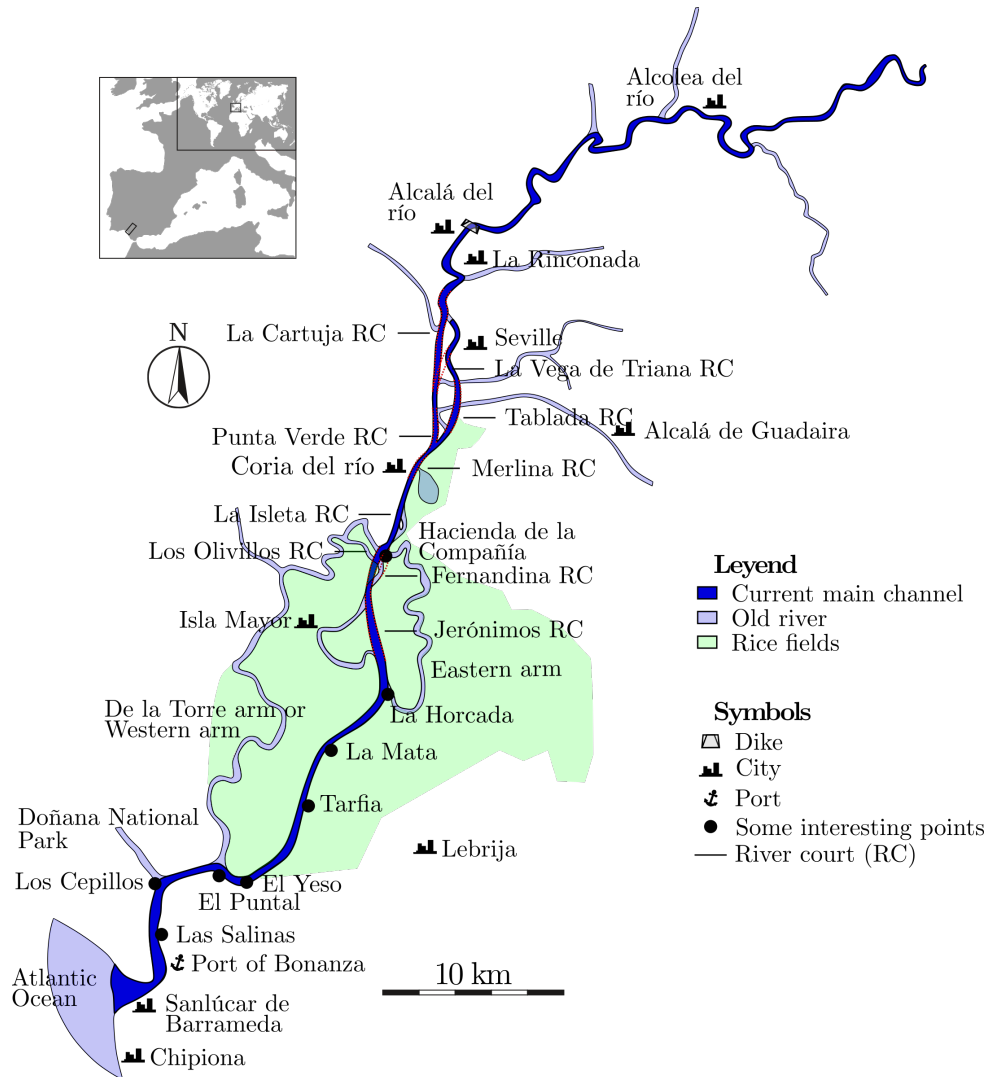 Alcolea del
río
Alcalá del
río
La Rinconada
N
La Cartuja RC
Seville
La Vega de Triana RC
Tablada RC
Punta Verde RC
Alcalá de Guadaira
Coria del río
Merlina RC
La Isleta RC
Hacienda de la
Compañía
Los Olivillos RC
Fernandina RC
Isla Mayor
Jerónimos RC
Eastern arm
De la Torre arm or
Western arm
La Horcada
La Mata
Tarfia
Doñana National
Park
Lebrija
Los Cepillos
El Yeso
El Puntal
Las Salinas
Port of Bonanza
Atlantic
Ocean
Sanlúcar de
Barrameda
Chipiona
10 km
Leyend
Current main channel
Old river
Rice fields
Symbols
Dike
City
Port
Some interesting points
River court (RC)